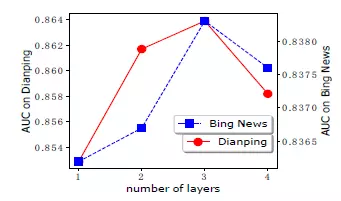 0.864
0.862
0.860
0.858
0.856
0.854
AUC on Dianping
0.8380
0.8375
0.8370
0.8365
AUC on Bing News
Bing News
Dianping
1 2 3 4
number of layers